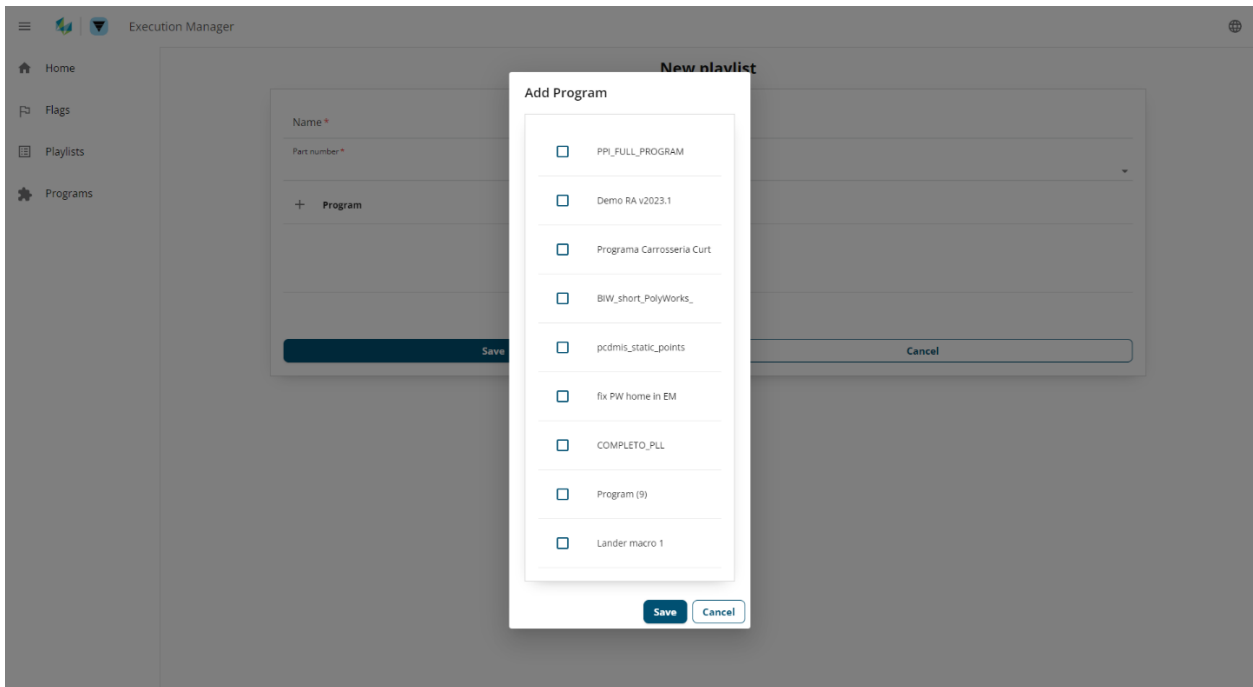 Execution Manager
Home
Flags
Playlists
Programs
New playlist
Name *
Part number *
+ Program
Save
Cancel
Add Program
PPI_FULL_PROGRAM
Demo RA v2023.1
Programa Carrosseria Curt
BIW_short_PolyWorks_
pcdmis_static_points
fix PW home in EM
COMPLETO_PLL
Program (9)
Lander macro 1
Save
Cancel